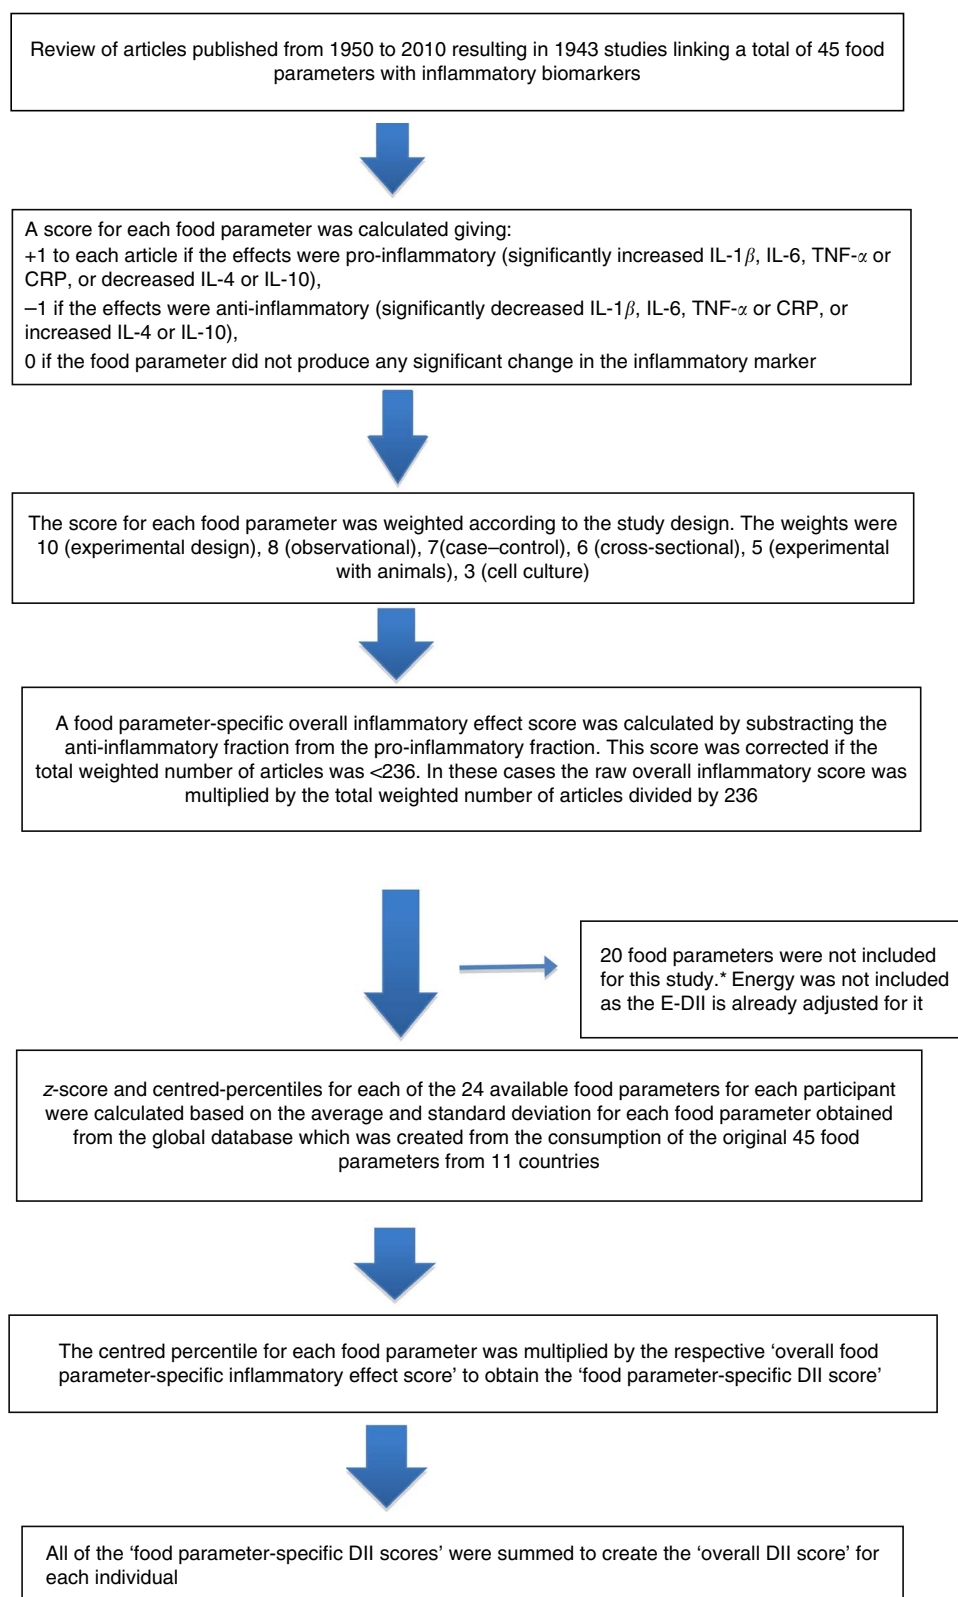 Review of articles published from 1950 to 2010 resulting in 1943 studies linking a total of 45 food
parameters with inflammatory biomarkers
A score for each food parameter was calculated giving:
+1 to each article if the effects were pro-inflammatory (significantly increased IL-1β, IL-6, TNF-α or
CRP, or decreased IL-4 or IL-10),
–1 if the effects were anti-inflammatory (significantly decreased IL-1β, IL-6, TNF-α or CRP, or
increased IL-4 or IL-10),
0 if the food parameter did not produce any significant change in the inflammatory marker
The score for each food parameter was weighted according to the study design. The weights were
10 (experimental design), 8 (observational), 7(case–control), 6 (cross-sectional), 5 (experimental
with animals), 3 (cell culture)
A food parameter-specific overall inflammatory effect score was calculated by substracting the
anti-inflammatory fraction from the pro-inflammatory fraction. This score was corrected if the
total weighted number of articles was <236. In these cases the raw overall inflammatory score was
multiplied by the total weighted number of articles divided by 236
20 food parameters were not included
for this study.* Energy was not included
as the E-DII is already adjusted for it
z-score and centred-percentiles for each of the 24 available food parameters for each participant
were calculated based on the average and standard deviation for each food parameter obtained
from the global database which was created from the consumption of the original 45 food
parameters from 11 countries
The centred percentile for each food parameter was multiplied by the respective ‘overall food
parameter-specific inflammatory effect score’ to obtain the ‘food parameter-specific DII score’
All of the ‘food parameter-specific DII scores’ were summed to create the ‘overall DII score’ for
each individual